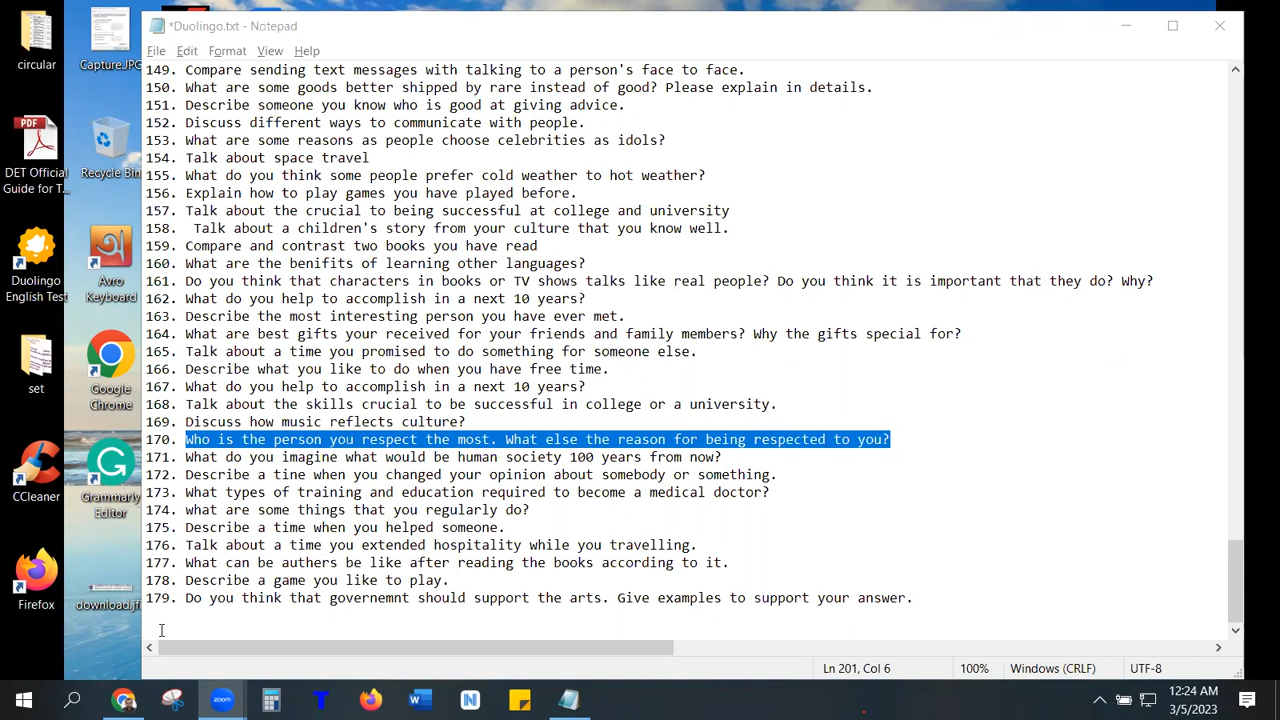 *Duolingo.txt - Notepad
File Edit Format View Help
149. Compare sending text messages with talking to a person's face to face.
150. What are some goods better shipped by rare instead of good? Please explain in details.
151. Describe someone you know who is good at giving advice.
152. Discuss different ways to communicate with people.
153. What are some reasons as people choose celebrities as idols?
154. Talk about space travel
155. What do you think some people prefer cold weather to hot weather?
156. Explain how to play games you have played before.
157. Talk about the crucial to being successful at college and university
158.  Talk about a children's story from your culture that you know well.
159. Compare and contrast two books you have read
160. What are the benifits of learning other languages?
161. Do you think that characters in books or TV shows talks like real people? Do you think it is important that they do? Why?
162. What do you help to accomplish in a next 10 years?
163. Describe the most interesting person you have ever met.
164. What are best gifts your received for your friends and family members? Why the gifts special for?
165. Talk about a time you promised to do something for someone else.
166. Describe what you like to do when you have free time.
167. What do you help to accomplish in a next 10 years?
168. Talk about the skills crucial to be successful in college or a university.
169. Discuss how music reflects culture?
170. Who is the person you respect the most. What else the reason for being respected to you?
171. What do you imagine what would be human society 100 years from now?
172. Describe a tine when you changed your opinion about somebody or something.
173. What types of training and education required to become a medical doctor?
174. what are some things that you regularly do?
175. Describe a time when you helped someone.
176. Talk about a time you extended hospitality while you travelling.
177. What can be authers be like after reading the books according to it.
178. Describe a game you like to play.
179. Do you think that governemnt should support the arts. Give examples to support your answer.
Ln 201, Col 6 100% Windows (CRLF) UTF-8
circular
Capture.JPG
PDF
DET Official
Guide for T...
Recycle Bin
Duolingo
English Test
অ
Avro
Keyboard
set
Google
Chrome
CCleaner
Grammarly
Editor
Firefox
download.jfi
zoom
12:24 AM
3/5/2023